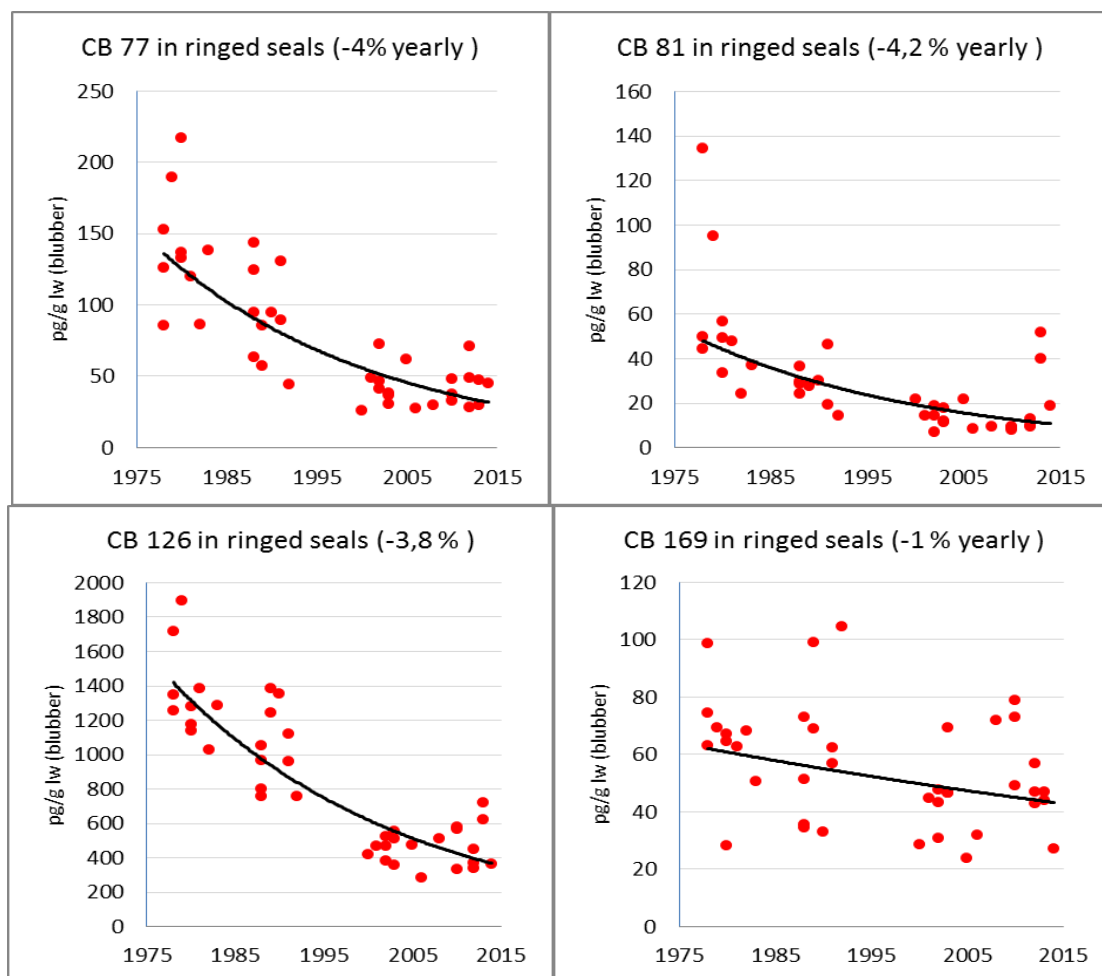 CB 77 in ringed seals (-4% yearly )
250
200
150
100
50
0
pg/g lw (blubber)
1975 1985 1995 2005 2015
CB 81 in ringed seals (-4,2 % yearly )
160
140
120
100
80
60
40
20
0
pg/g lw (blubber)
1975 1985 1995 2005 2015
CB 126 in ringed seals (-3,8 % )
2000
1800
1600
1400
1200
1000
800
600
400
200
0
pg/g lw (blubber)
1975 1985 1995 2005 2015
CB 169 in ringed seals (-1 % yearly )
120
100
80
60
40
20
0
pg/g lw (blubber)
1975 1985 1995 2005 2015